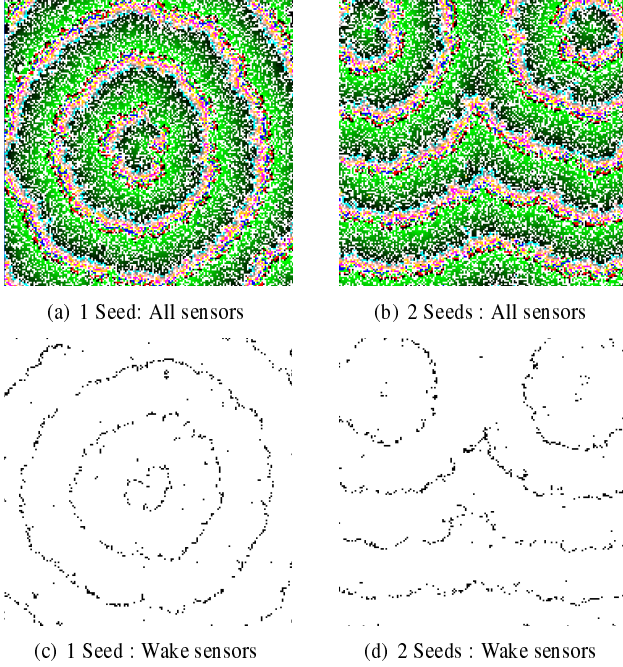 (a) 1 Seed: All sensors
(b) 2 Seeds : All sensors
(c) 1 Seed : Wake sensors
(d) 2 Seeds : Wake sensors